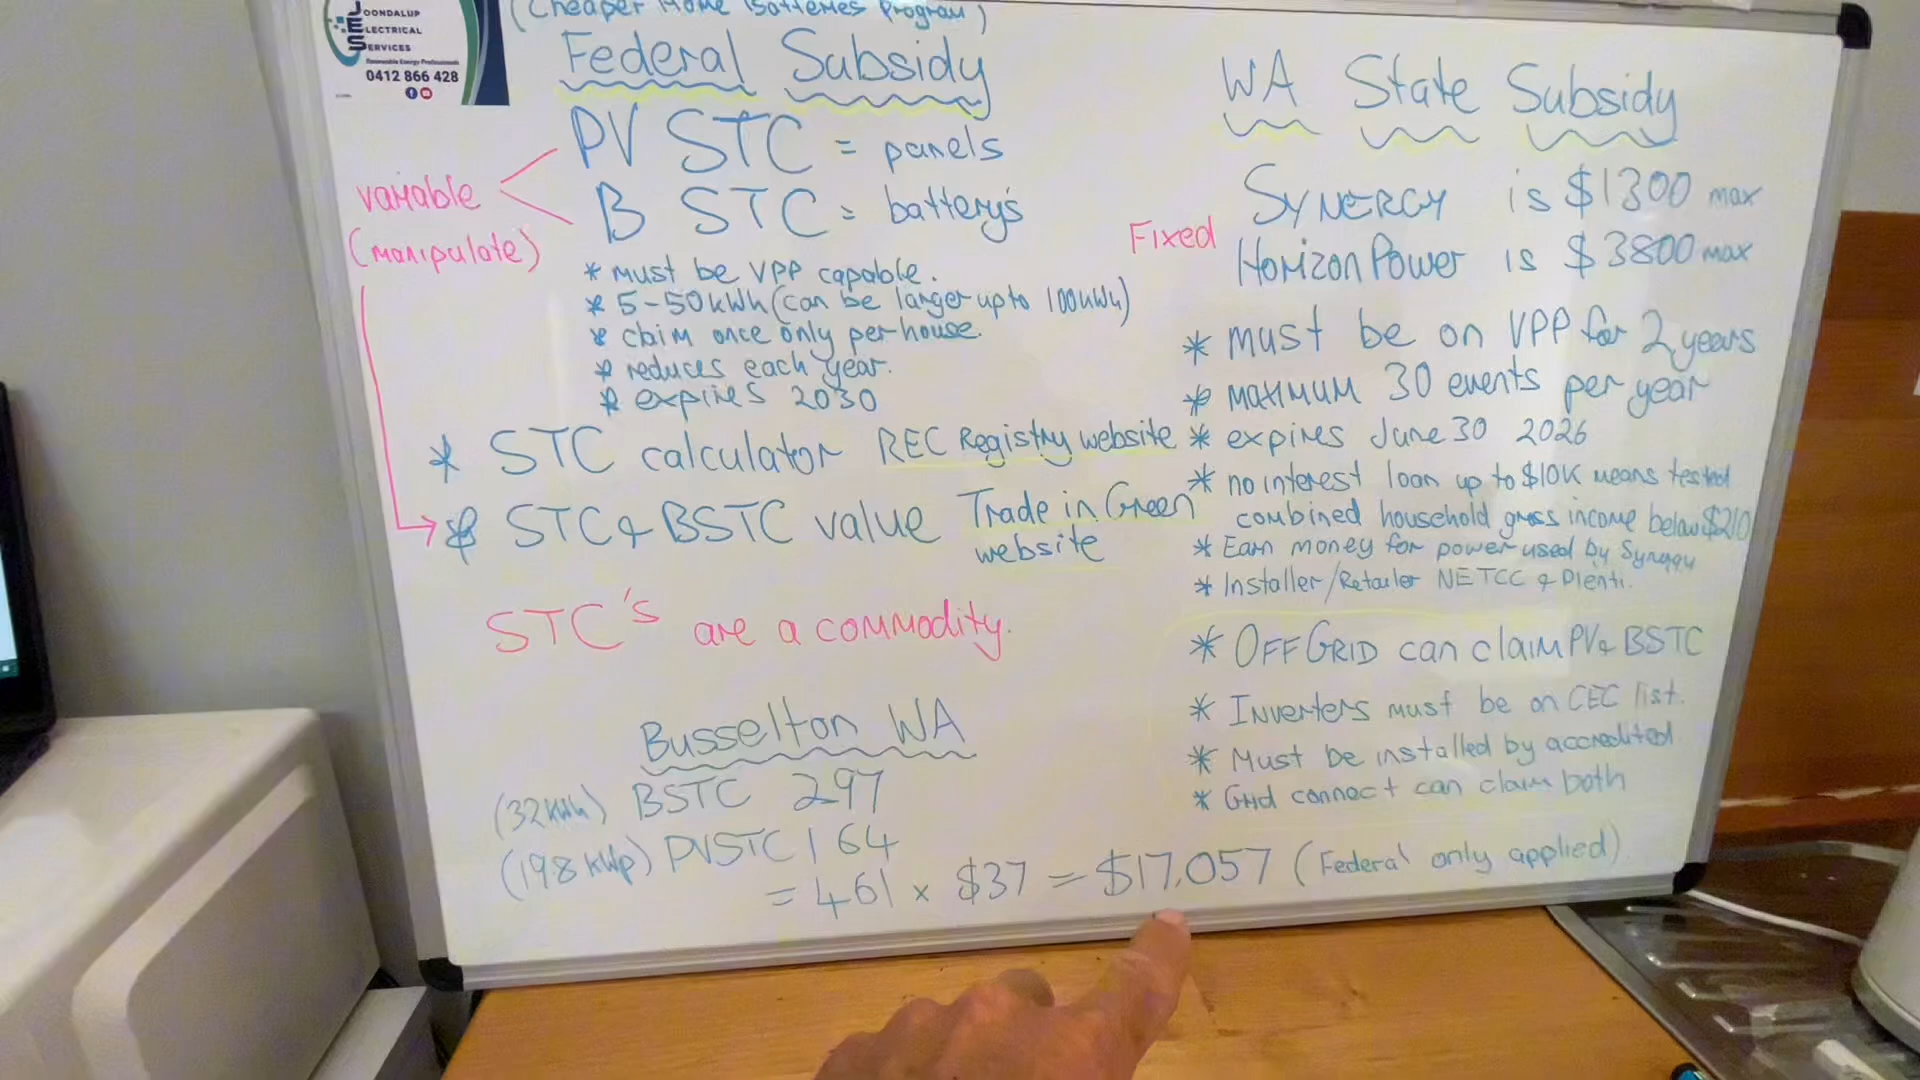 JOONDALUP
ELECTRICAL
SERVICES
Renewable Energy Professionals
0412 866 428
(Cheaper Home Batteries Program)
Federal Subsidy
PV STC = panels
B STC = battery's
variable
(manipulate)
* must be VPP capable.
* 5-50kWh (can be larger up to 100kWh)
* claim once only per house.
* reduces each year.
* expires 2030
* STC calculator REC Registry website
* STC & BSTC value Trade in Green
website
STC's are a commodity.
Busselton WA
(32kWh) BSTC 297
(198 kWp) PVSTC 164
= 461 x $37 = $17,057 (Federal only applied)
WA State Subsidy
Fixed
SYNERGY is $1300 max
Horizon Power is $3800 max
* must be on VPP for 2 years
* maximum 30 events per year
* expires June 30 2026
* no interest loan up to $10K means tested
combined household gross income below $210
* Earn money for power used by Synergy
* Installer/Retailer NETCC & Plenti.
* OFF GRID can claim PV & BSTC
* Inverters must be on CEC list.
* Must be installed by accredited
* Grid connect can claim both